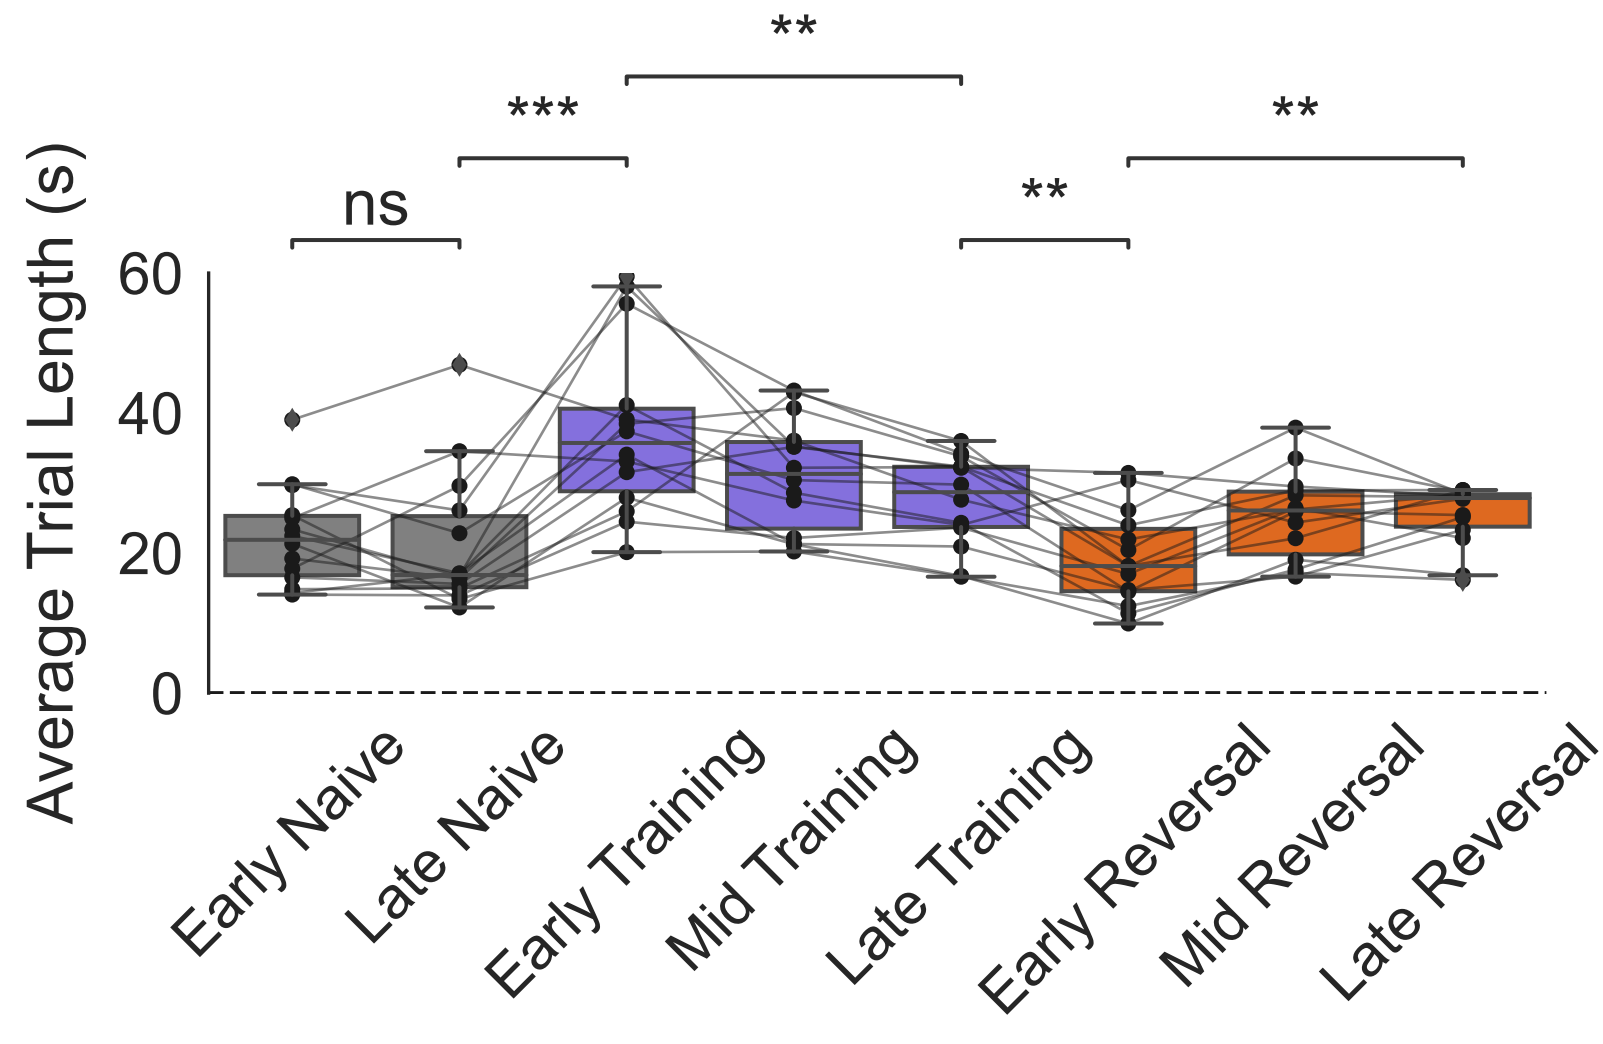 **
***
**
ns
**
Average Trial Length (s)
60
40
20
0
Early Naive
Late Naive
Early Training
Mid Training
Late Training
Early Reversal
Mid Reversal
Late Reversal